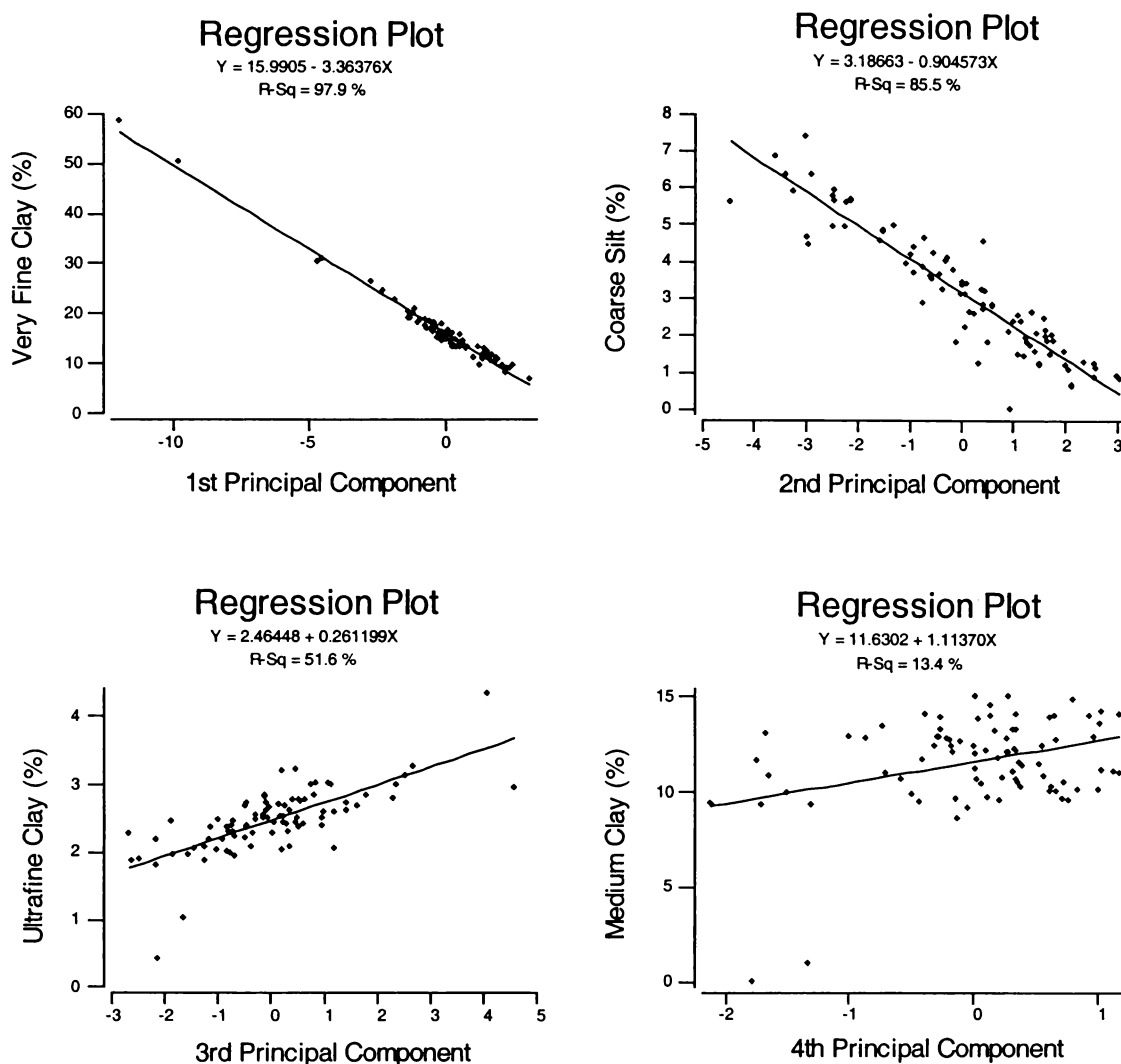 Regression Plot
Y = 15.9905 - 3.36376X
R-Sq = 97.9 %
60
50
40
30
20
10
0
Very Fine Clay (%)
-10
-5
0
1st Principal Component
Regression Plot
Y = 3.18663 - 0.904573X
R-Sq = 85.5 %
8
7
6
5
4
3
2
1
0
Coarse Silt (%)
-5
-4
-3
-2
-1
0
1
2
3
2nd Principal Component
Regression Plot
Y = 2.46448 + 0.261199X
R-Sq = 51.6 %
4
3
2
1
0
Ultrafine Clay (%)
-3
-2
-1
0
1
2
3
4
5
3rd Principal Component
Regression Plot
Y = 11.6302 + 1.11370X
R-Sq = 13.4 %
15
10
5
0
Medium Clay (%)
-2
-1
0
1
4th Principal Component